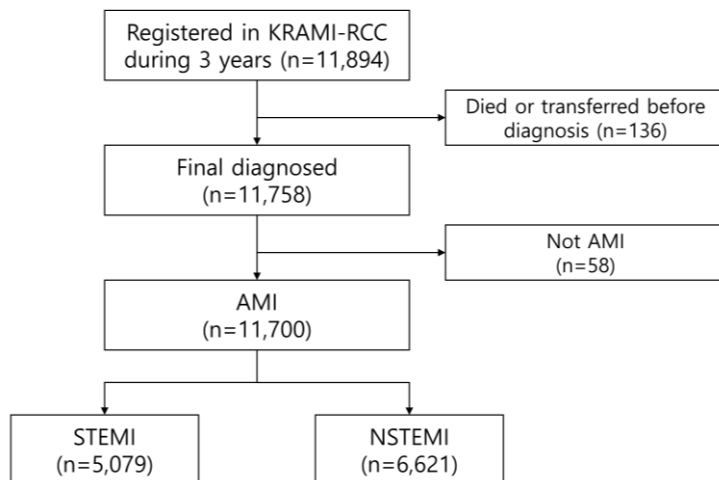 Registered in KRAMI-RCC
during 3 years (n=11,894)
Died or transferred before
diagnosis (n=136)
Final diagnosed
(n=11,758)
Not AMI
(n=58)
AMI
(n=11,700)
STEMI
(n=5,079)
NSTEMI
(n=6,621)